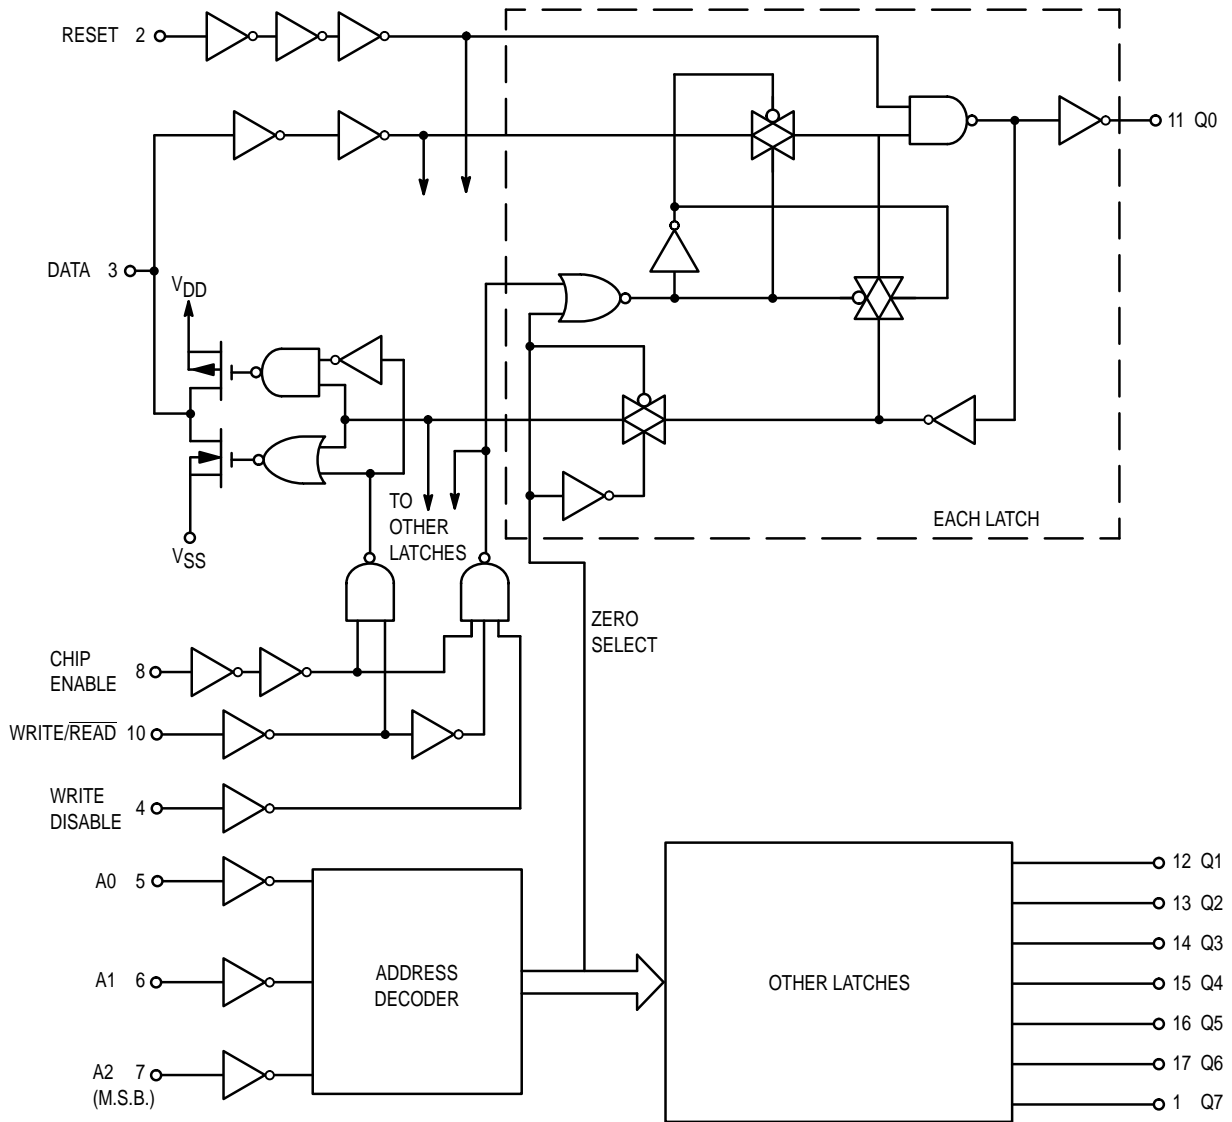 RESET 2
11 Q0
DATA 3
VDD
VSS
TO
OTHER
LATCHES
EACH LATCH
ZERO
SELECT
CHIP
ENABLE 8
WRITE/READ 10
WRITE
DISABLE 4
A0 5
A1 6
A2 7
(M.S.B.)
ADDRESS
DECODER
OTHER LATCHES
12 Q1
13 Q2
14 Q3
15 Q4
16 Q5
17 Q6
1 Q7